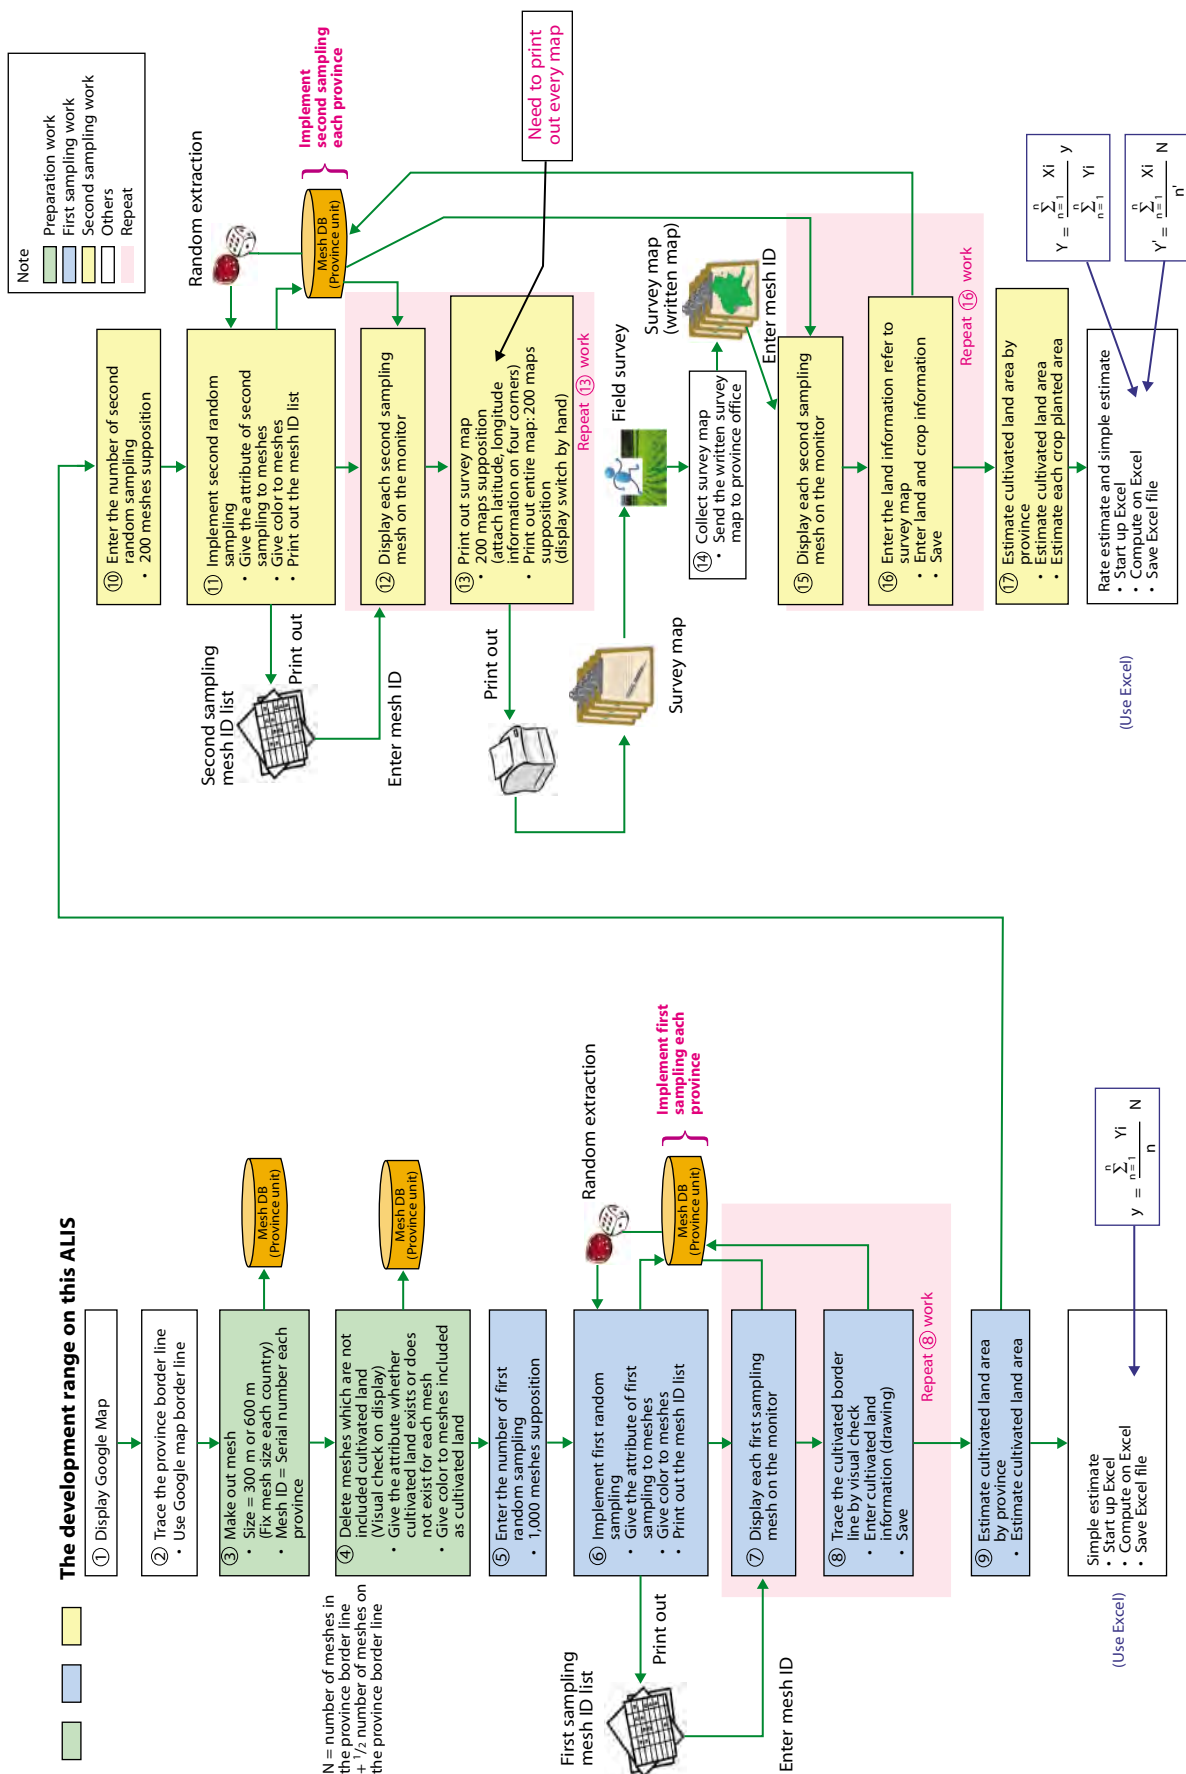 The development range on this ALIS
① Display Google Map
② Trace the province border line
• Use Google map border line
③ Make out mesh
• Size = 300 m or 600 m
(Fix mesh size each country)
• Mesh ID = Serial number each
province
Mesh DB
(Province unit)
N = number of meshes in
the province border line
+ 1/2 number of meshes on
the province border line
④ Delete meshes which are not
included cultivated land
(Visual check on display)
• Give the attribute whether
cultivated land exists or does
not exist for each mesh
• Give color to meshes included
as cultivated land
Mesh DB
(Province unit)
⑤ Enter the number of first
random sampling
• 1,000 meshes supposition
⑥ Implement first random
sampling
• Give the attribute of first
sampling to meshes
• Give color to meshes
• Print out the mesh ID list
Random extraction
Mesh DB
(Province unit)
Implement first
sampling each
province
First sampling
mesh ID list
Print out
Enter mesh ID
⑦ Display each first sampling
mesh on the monitor
⑧ Trace the cultivated border
line by visual check
• Enter cultivated land
information (drawing)
• Save
Repeat ⑧ work
⑨ Estimate cultivated land area
by province
• Estimate cultivated land area
Simple estimate
• Start up Excel
• Compute on Excel
• Save Excel file
(Use Excel)
y = n Σ n = 1 Yi / n N
Note
Preparation work
First sampling work
Second sampling work
Others
Repeat
⑩ Enter the number of second
random sampling
• 200 meshes supposition
⑪ Implement second random
sampling
• Give the attribute of second
sampling to meshes
• Give color to meshes
• Print out the mesh ID list
Random extraction
Mesh DB
(Province unit)
Implement
second sampling
each province
Second sampling
mesh ID list
Print out
Enter mesh ID
⑫ Display each second sampling
mesh on the monitor
⑬ Print out survey map
• 200 maps supposition
(attach latitude, longitude
information on four corners)
• Print out entire map: 200 maps
supposition
(display switch by hand)
Need to print
out every map
Repeat ⑬ work
Print out
Survey map
Field survey
⑭ Collect survey map
• Send the written survey
map to province office
Survey map
(written map)
Enter mesh ID
⑮ Display each second sampling
mesh on the monitor
⑯ Enter the land information refer to
survey map
• Enter land and crop information
• Save
Repeat ⑯ work
⑰ Estimate cultivated land area by
province
• Estimate cultivated land area
• Estimate each crop planted area
Rate estimate and simple estimate
• Start up Excel
• Compute on Excel
• Save Excel file
(Use Excel)
Y = n Σ n = 1 Xi / n Σ n = 1 Yi y
Y' = n Σ n = 1 Xi / n' N